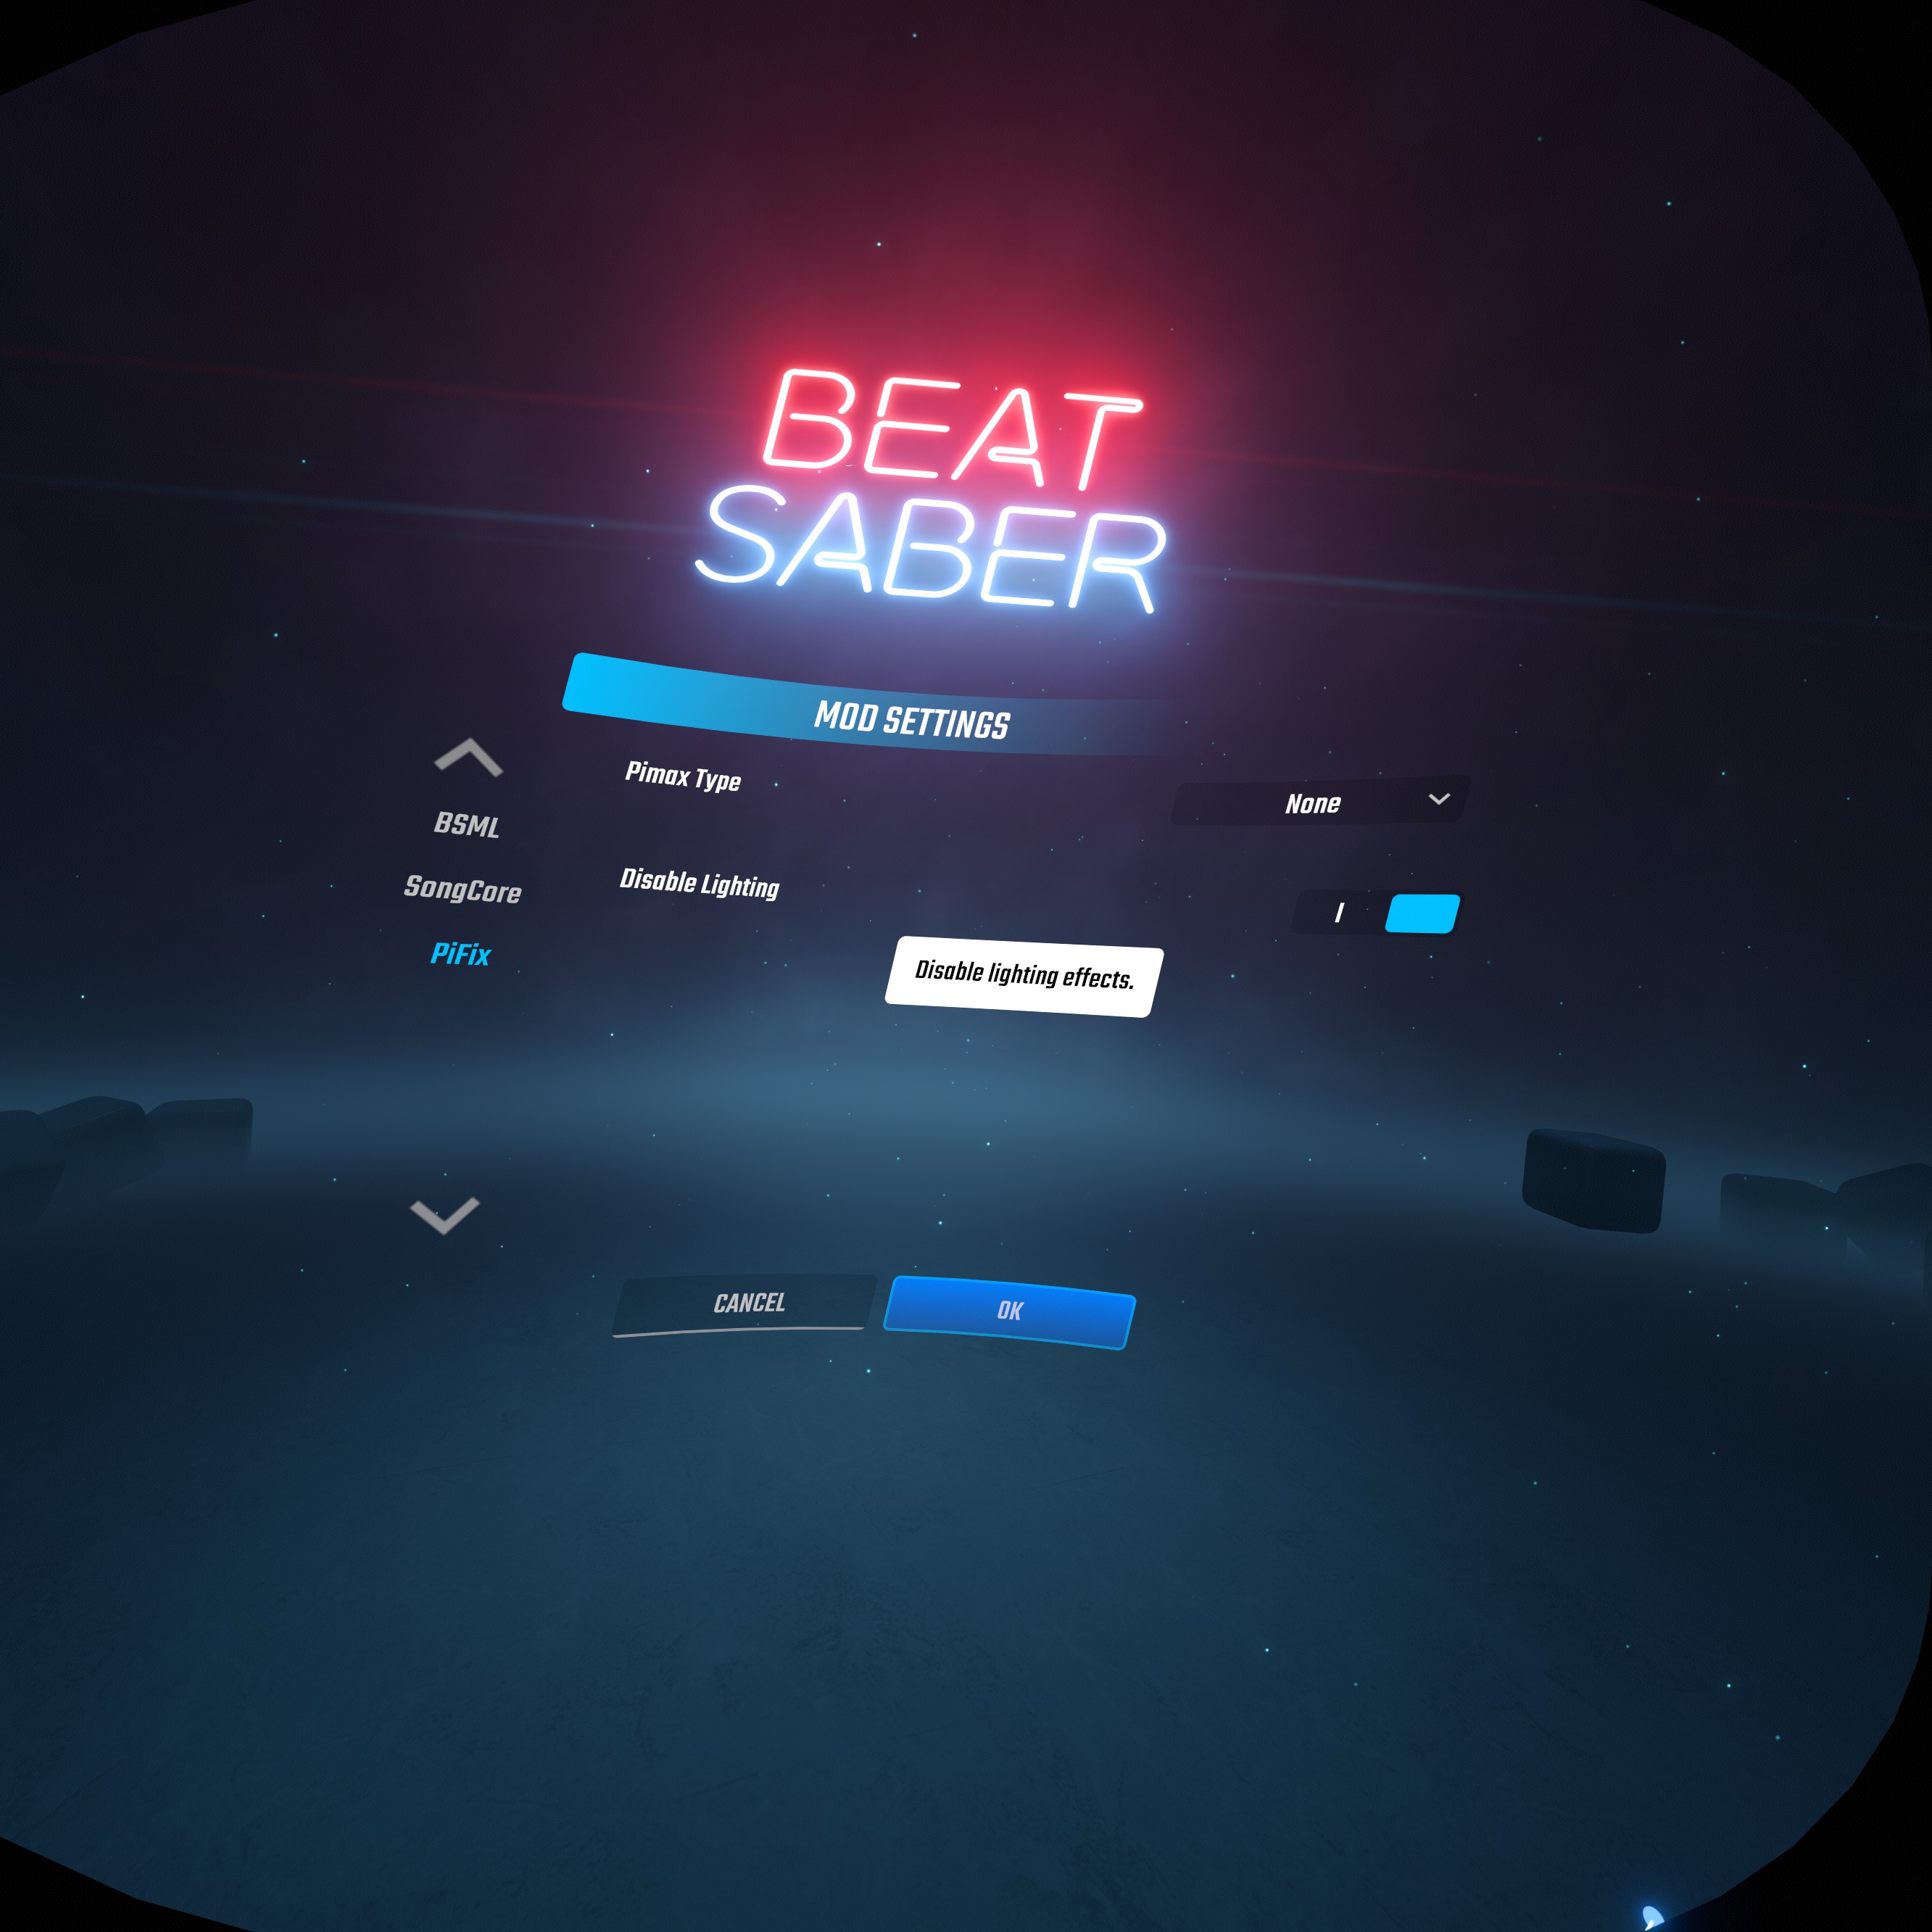 BEAT
SABER
MOD SETTINGS
Pimax Type
None
BSML
SongCore
PiFix
Disable Lighting
I
Disable lighting effects.
CANCEL
OK